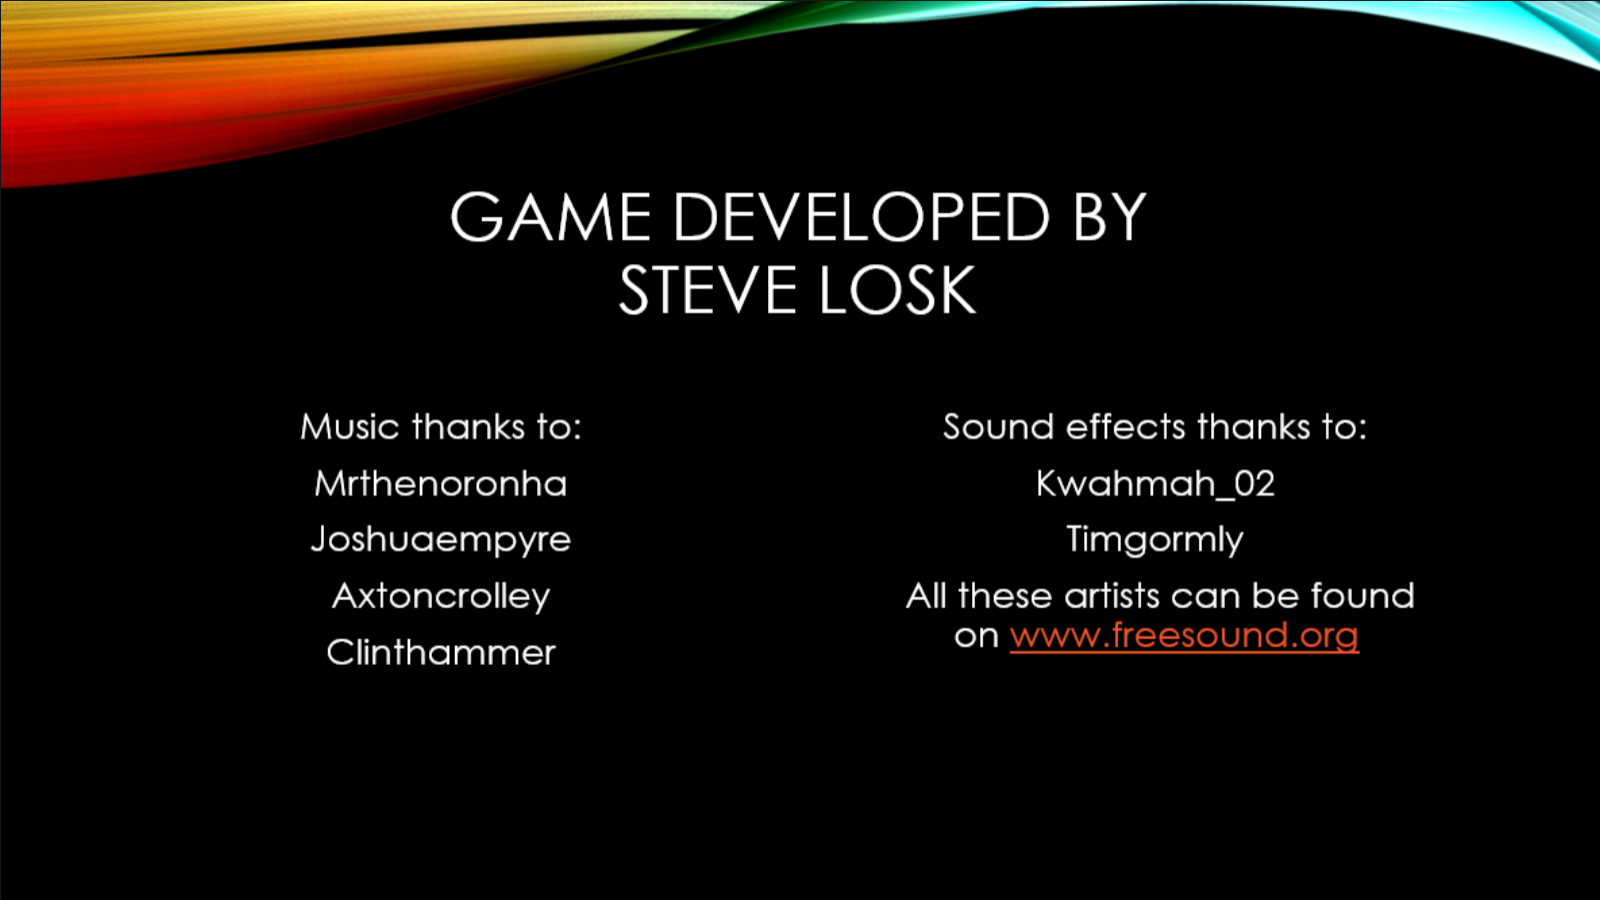 GAME DEVELOPED BY
STEVE LOSK
Music thanks to:
Mrthenoronha
Joshuaempyre
Axtoncrolley
Clinthammer
Sound effects thanks to:
Kwahmah_02
Timgormly
All these artists can be found
on www.freesound.org